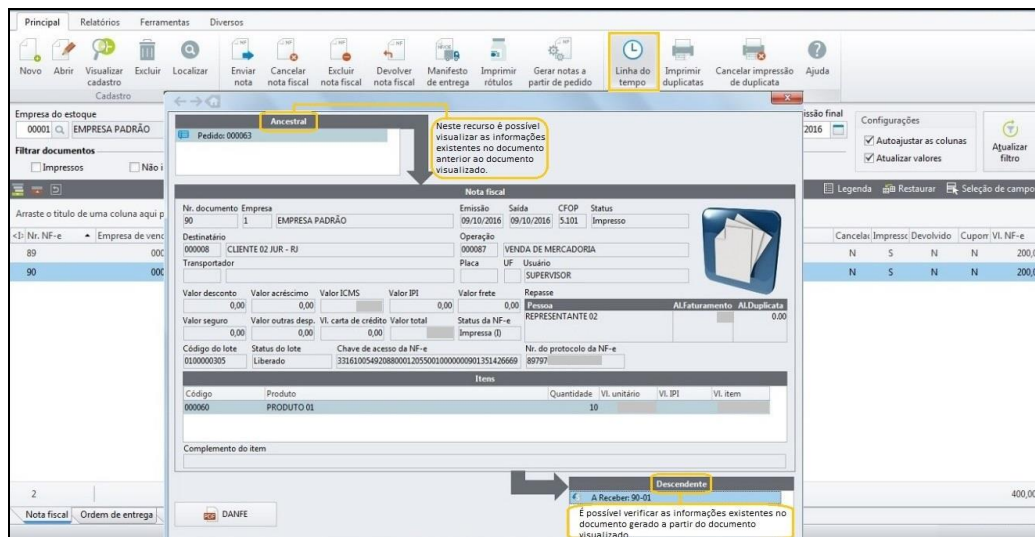 Principal Relatórios Ferramentas Diversos
Novo Abrir Visualizar cadastro Excluir Localizar Enviar nota Cancelar nota fiscal Excluir nota fiscal Devolver nota fiscal Manifesto de entrega Imprimir rótulos Gerar notas a partir de pedido Linha do tempo Imprimir duplicatas Cancelar impressão de duplicata Ajuda
Cadastro
Empresa do estoque
00001 EMPRESA PADRÃO
Filtrar documentos
Impressos Não i
issão final
2016
Configurações
Autoajustar as colunas
Atualizar valores
Atualizar filtro
Legenda Restaurar Seleção de campo
Arraste o titulo de uma coluna aqui p
Nr. NF-e Empresa de venc
Cancelac Impresso Devolvido Cupom Vl. NF-e
89 000 N S N N 200,0
90 000 N S N N 200,0
Ancestral
Pedido: 000063
Neste recurso é possível
visualizar as informações
existentes no documento
anterior ao documento
visualizado.
Nota fiscal
Nr. documento Empresa Emissão Saída CFOP Status
90 1 EMPRESA PADRÃO 09/10/2016 09/10/2016 5.101 Impresso
Destinatário Operação
000008 CLIENTE 02 JUR - RJ 000087 VENDA DE MERCADORIA
Transportador Placa UF Usuário
SUPERVISOR
Valor desconto Valor acréscimo Valor ICMS Valor IPI Valor frete Repasse
0,00 0,00 0,00 0,00 Pessoa Al.Faturamento Al.Duplicata
REPRESENTANTE 02 0.00
Valor seguro Valor outras desp. Vl. carta de crédito Valor total Status da NF-e
0,00 0,00 0,00 Impressa (I)
Código do lote Status do lote Chave de acesso da NF-e Nr. do protocolo da NF-e
0100000305 Liberado 89797
Itens
Código Produto Quantidade Vl. unitário Vl. IPI Vl. item
000060 PRODUTO 01 10
Complemento do item
Descendente
A Receber: 90-01
É possível verificar as informações existentes no
documento gerado a partir do documento
visualizado
DANFE
2 400,00
Nota fiscal Ordem de entrega